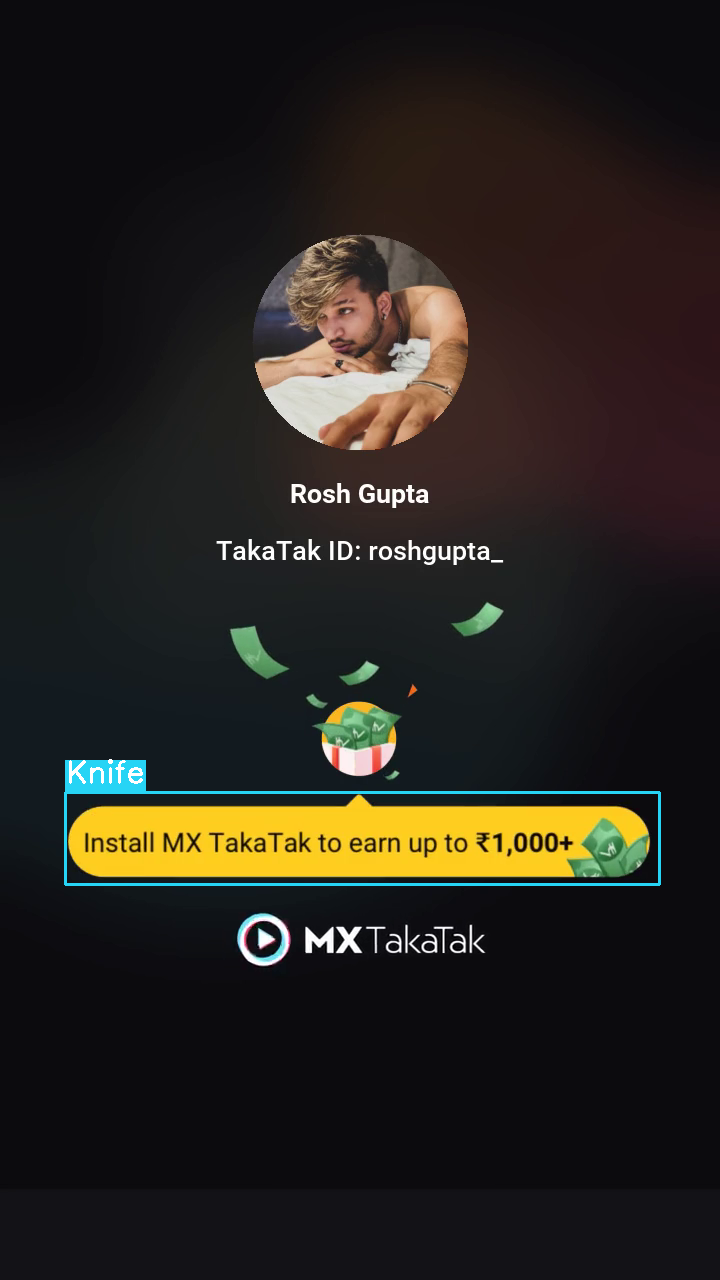 Rosh Gupta
TakaTak ID: roshgupta_
Knife
Install MX TakaTak to earn up to ₹1,000+
MX TakaTak